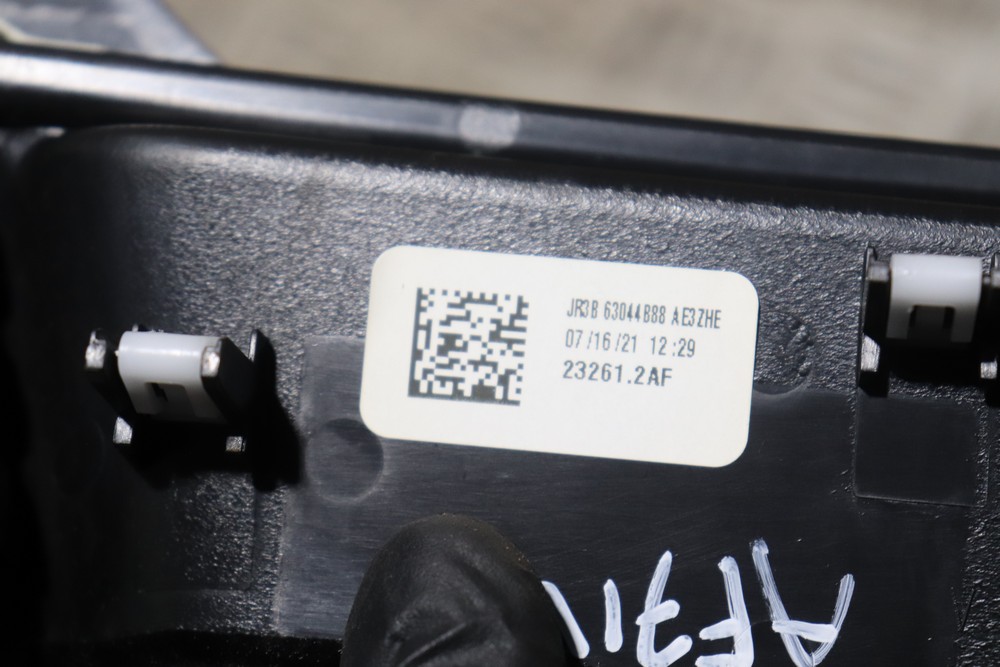 JR3B 63044B88 AE3ZHE
07/16/21 12:29
23261.2AF